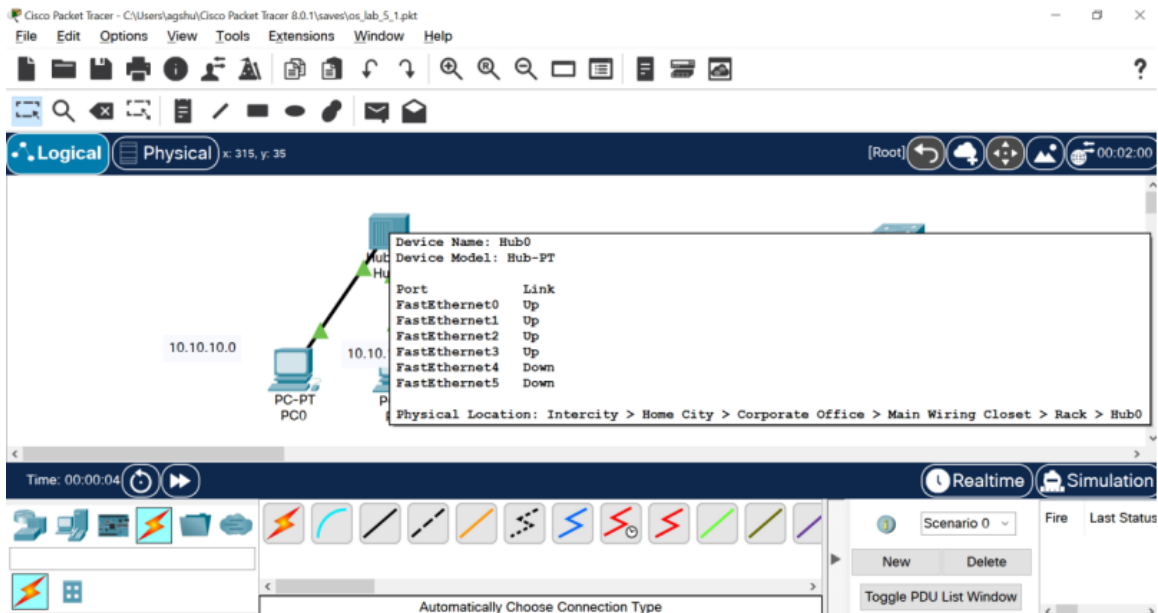 Cisco Packet Tracer - C:\Users\agshu\Cisco Packet Tracer 8.0.1\saves\os_lab_5_1.pkt
File Edit Options View Tools Extensions Window Help
?
Logical Physical x: 315, y: 35 [Root] 00:02:00
Device Name: Hub0
Device Model: Hub-PT
Port Link
FastEthernet0 Up
FastEthernet1 Up
FastEthernet2 Up
FastEthernet3 Up
FastEthernet4 Down
FastEthernet5 Down
Physical Location: Intercity > Home City > Corporate Office > Main Wiring Closet > Rack > Hub0
Hub
Hu
10.10.10.0
10.10.
PC-PT
PC0
P
Time: 00:00:04 Realtime Simulation
Scenario 0 Fire Last Status
New Delete
Toggle PDU List Window
Automatically Choose Connection Type